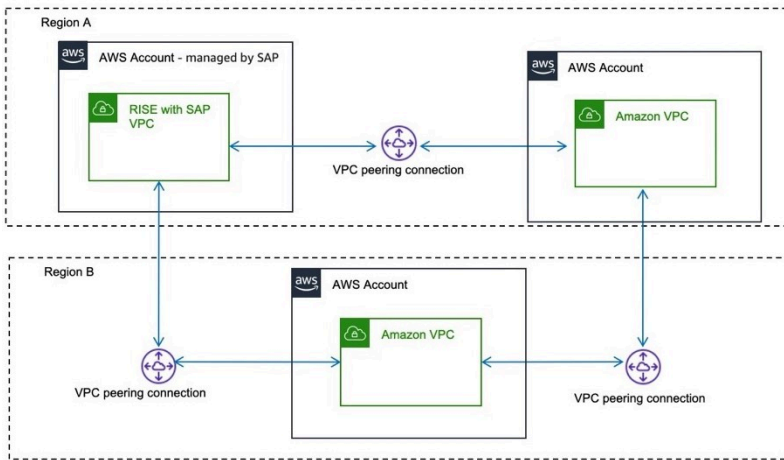 Region A
aws
AWS Account - managed by SAP
aws
AWS Account
RISE with SAP
VPC
Amazon VPC
VPC peering connection
Region B
aws
AWS Account
Amazon VPC
VPC peering connection
VPC peering connection